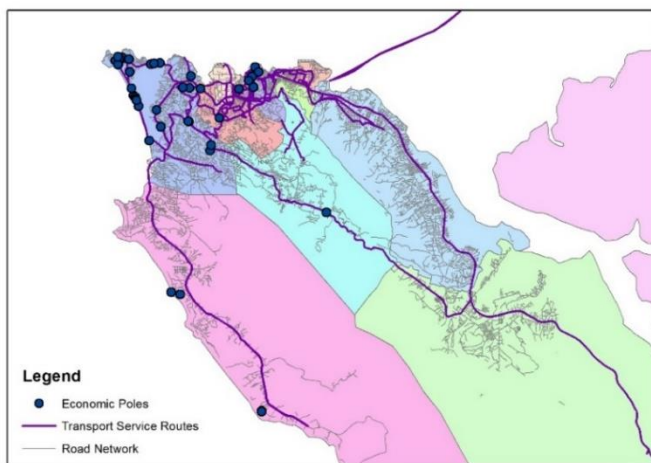 Legend
Economic Poles
Transport Service Routes
Road Network